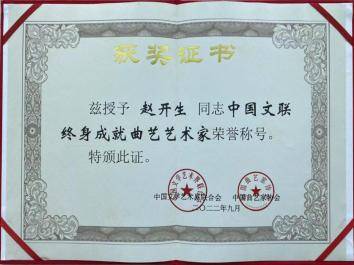 获奖证书
兹授予 赵开生 同志中国文联
终身成就曲艺艺术家荣誉称号。
特颁此证。
中国文学艺术界联合会 中国曲艺家协会
二〇二二年九月